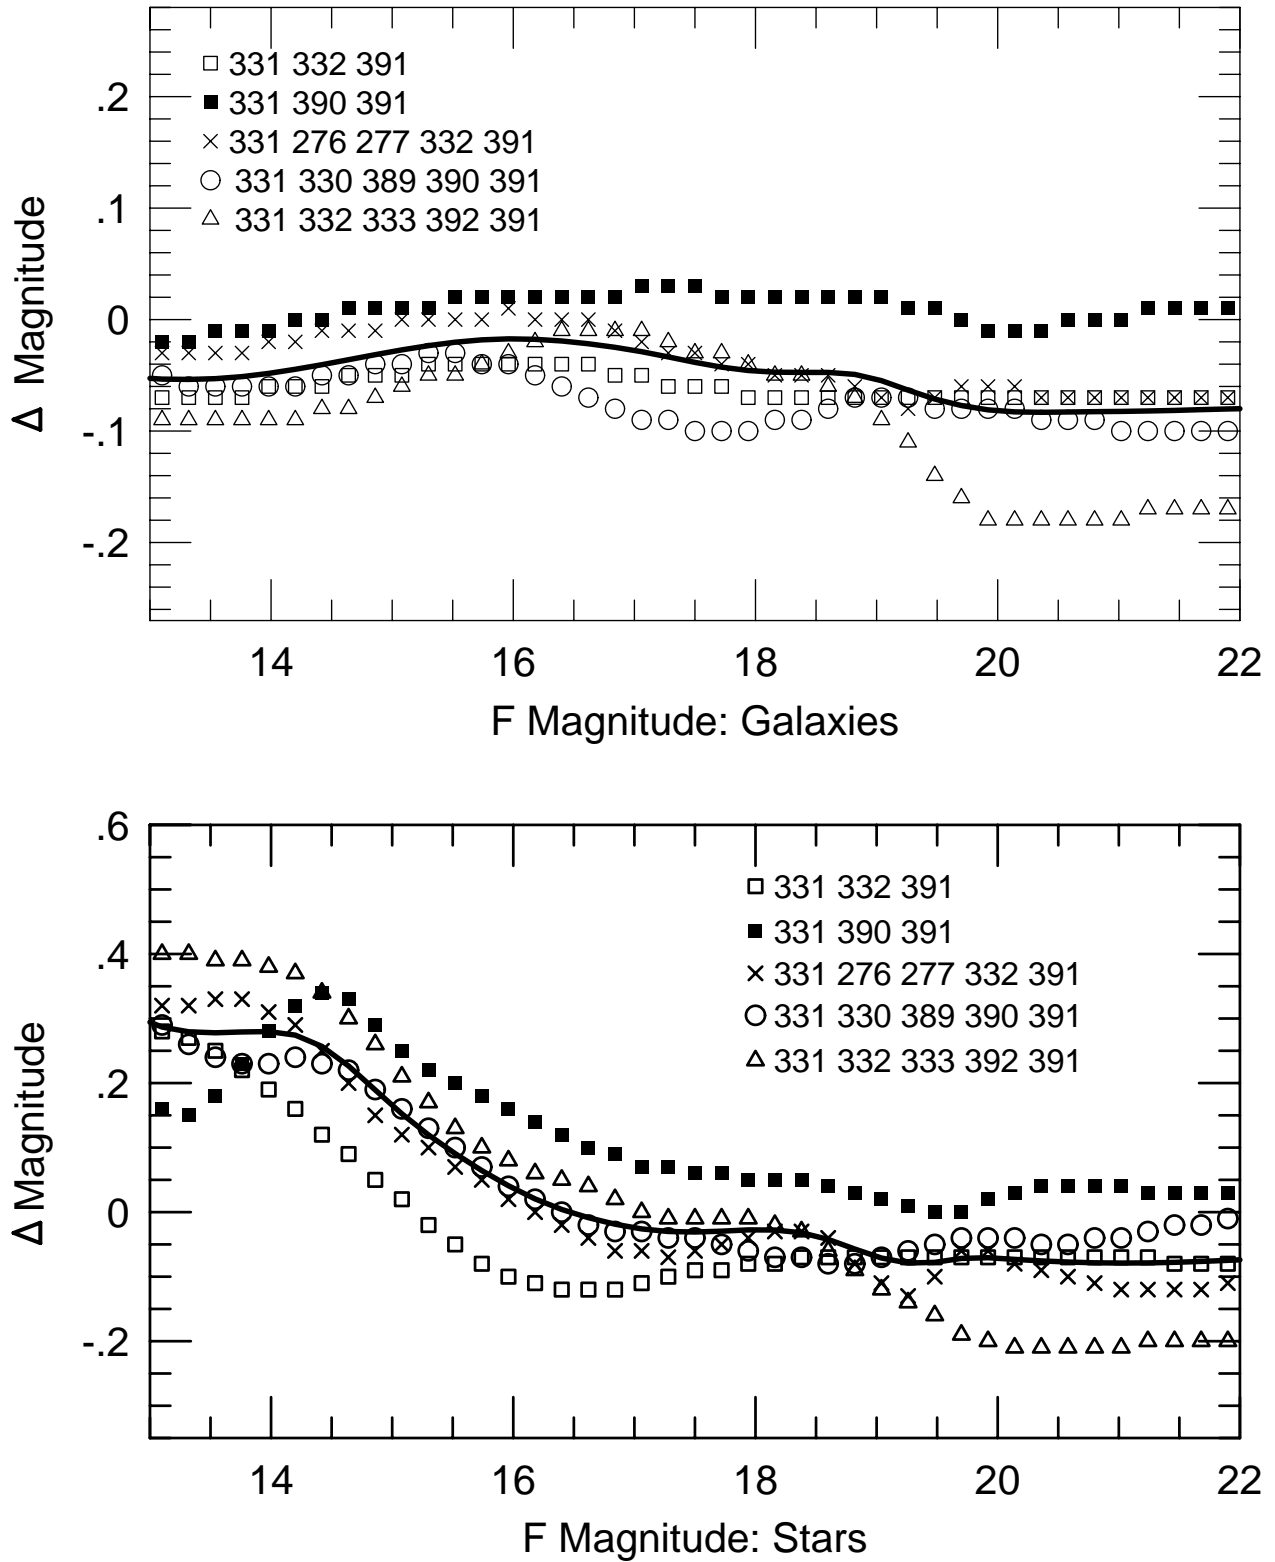 331 332 391
331 390 391
331 276 277 332 391
331 330 389 390 391
331 332 333 392 391
.2
.1
0
-.1
-.2
Δ Magnitude
14 16 18 20 22
F Magnitude: Galaxies
.6
.4
.2
0
-.2
Δ Magnitude
331 332 391
331 390 391
331 276 277 332 391
331 330 389 390 391
331 332 333 392 391
14 16 18 20 22
F Magnitude: Stars